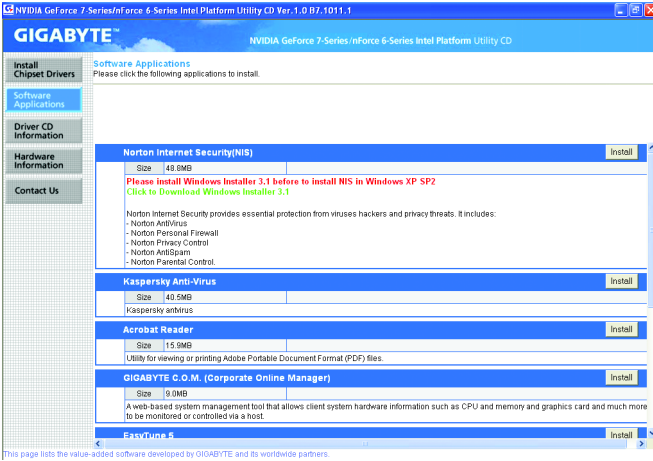 NVIDIA GeForce 7-Series/nForce 6-Series Intel Platform Utility CD Ver.1.0 B7.1011.1
GIGABYTE™
NVIDIA GeForce 7-Series/nForce 6-Series Intel Platform Utility CD
Install
Chipset Drivers
Software
Applications
Driver CD
Information
Hardware
Information
Contact Us
Software Applications
Please click the following applications to install.
Norton Internet Security(NIS)
Install
Size 48.8MB
Please install Windows Installer 3.1 before to install NIS in Windows XP SP2
Click to Download Windows Installer 3.1
Norton Internet Security provides essential protection from viruses hackers and privacy threats. It includes:
- Norton AntiVirus
- Norton Personal Firewall
- Norton Privacy Control
- Norton AntiSpam
- Norton Parental Control.
Kaspersky Anti-Virus
Install
Size 40.5MB
Kaspersky antvirus
Acrobat Reader
Install
Size 15.9MB
Utility for viewing or printing Adobe Portable Document Format (PDF) files.
GIGABYTE C.O.M. (Corporate Online Manager)
Install
Size 9.0MB
A web-based system management tool that allows client system hardware information such as CPU and memory and graphics card and much more
to be monitored or controlled via a host.
EasyTune 5
Install
This page lists the value-added software developed by GIGABYTE and its worldwide partners.